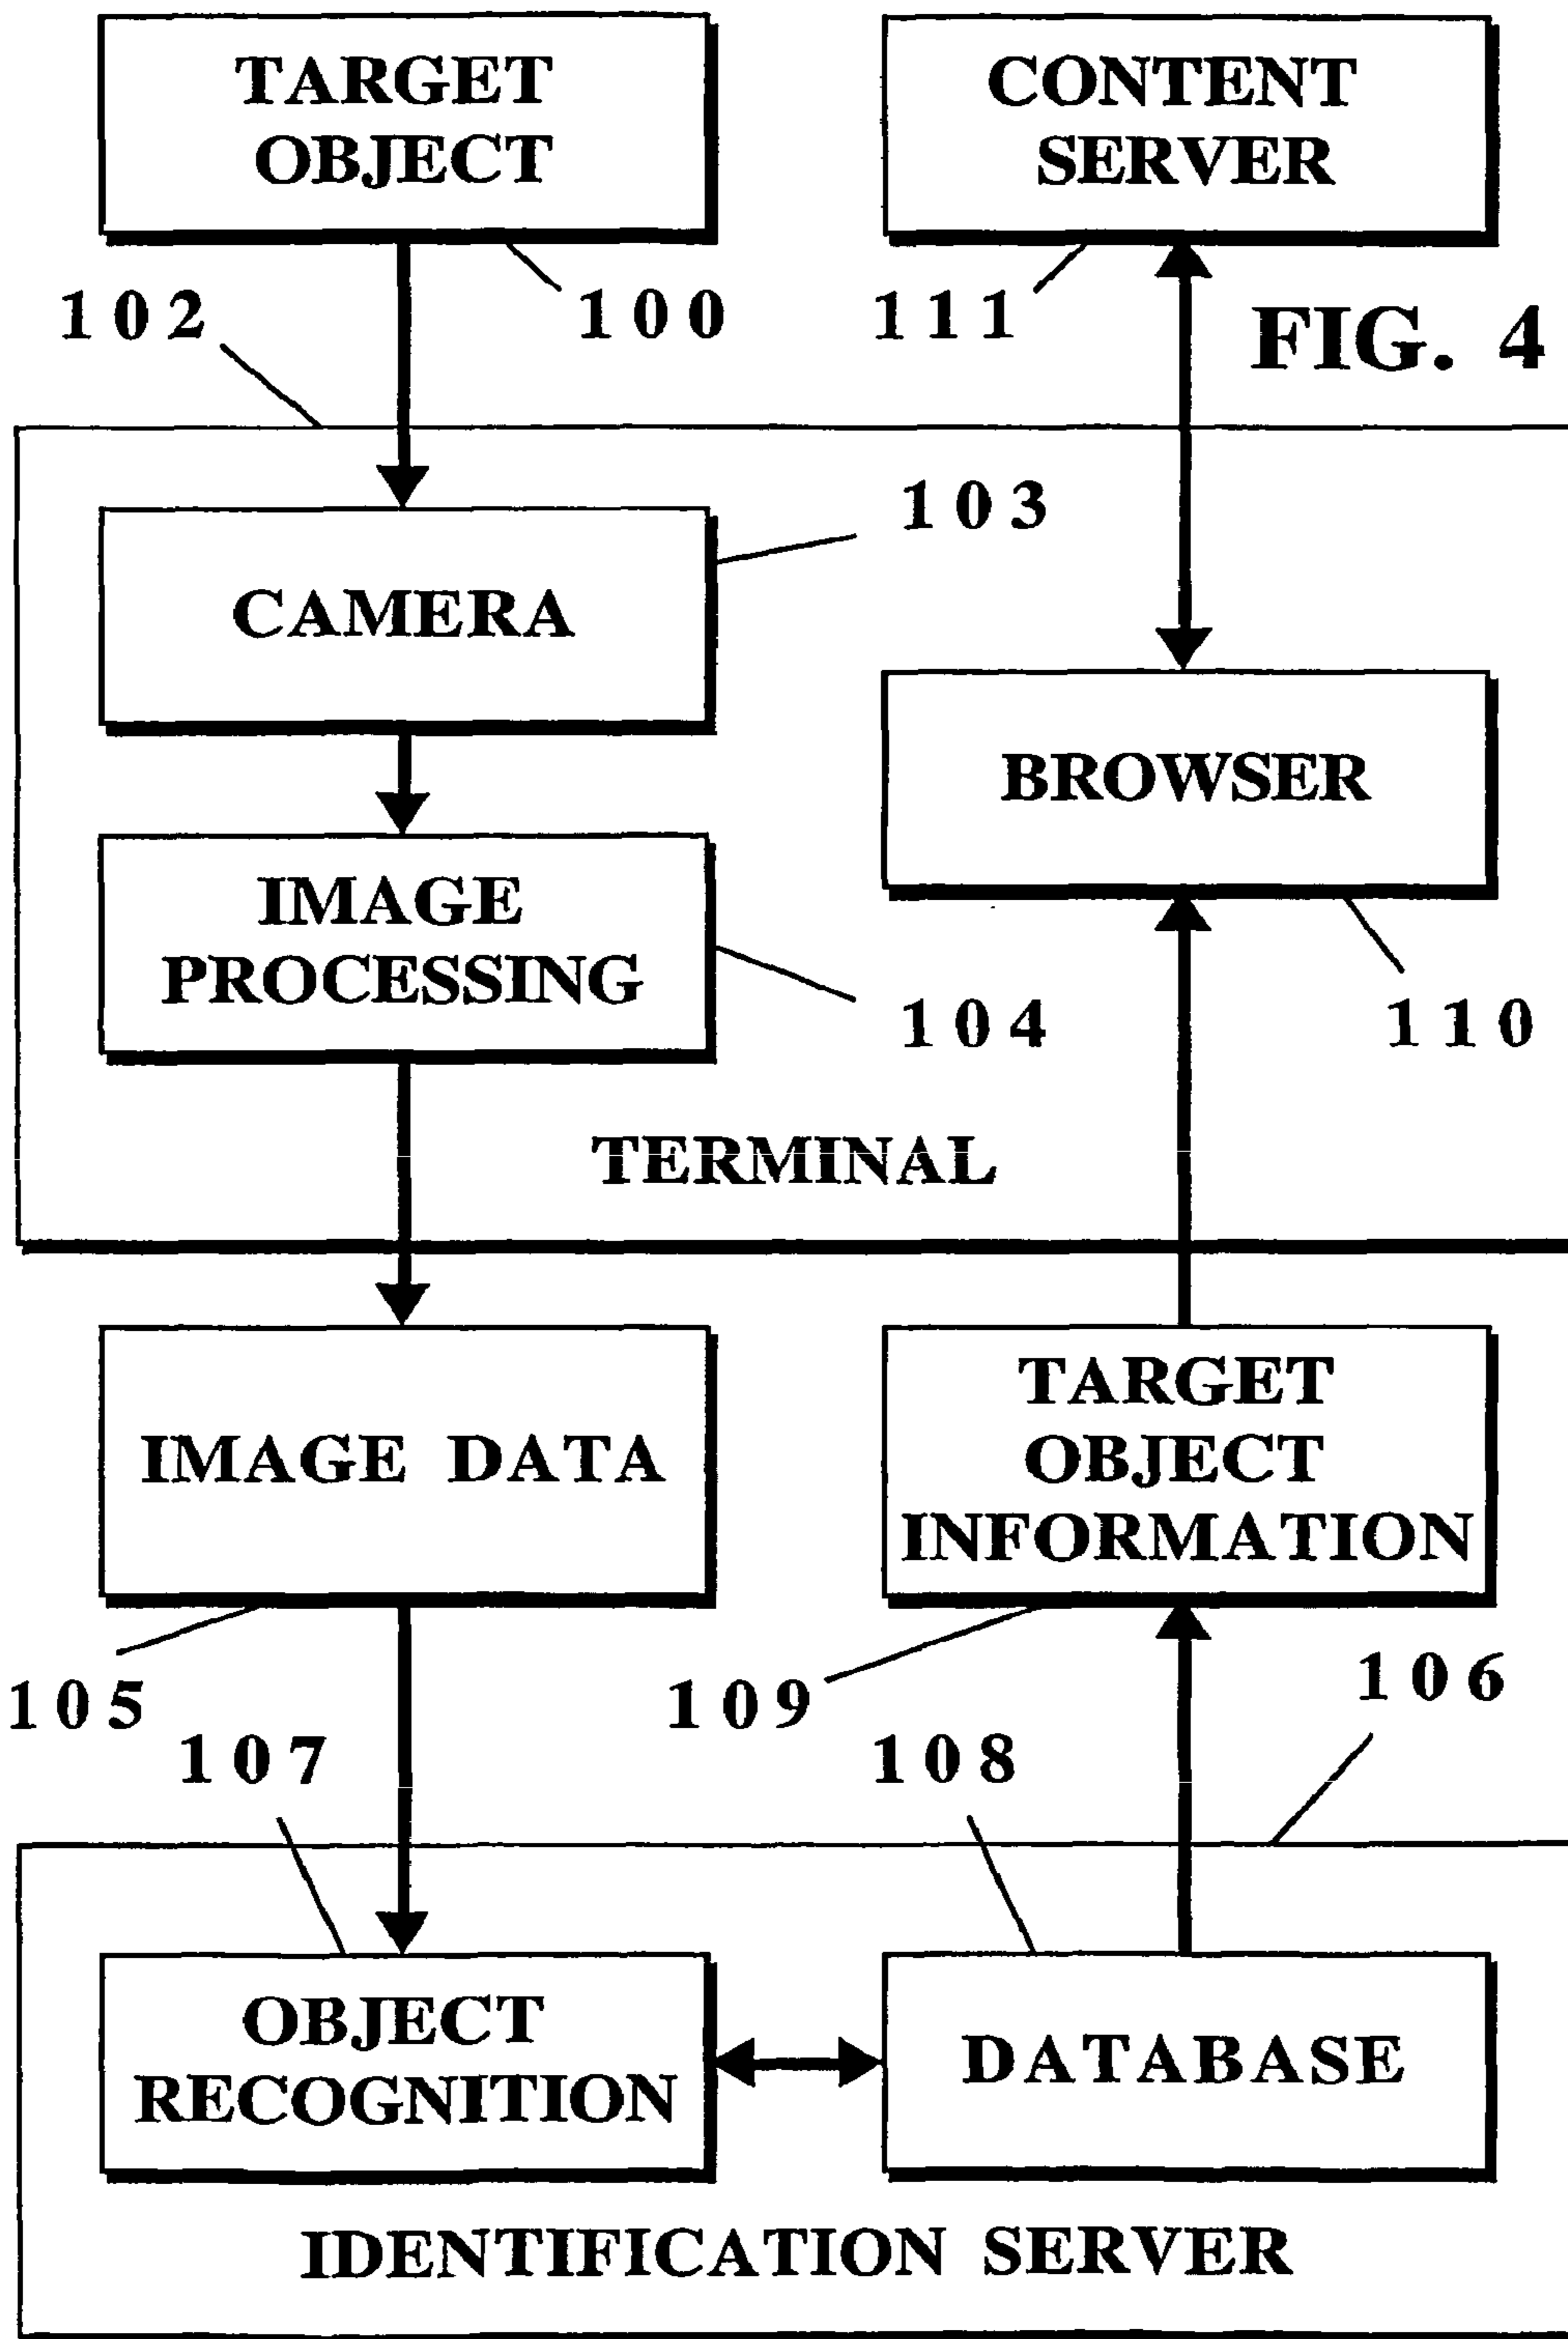 TARGET
OBJECT
CONTENT
SERVER
102
100
111
FIG. 4
103
CAMERA
BROWSER
IMAGE
PROCESSING
104
110
TERMINAL
IMAGE DATA
TARGET
OBJECT
INFORMATION
105
109
106
107
108
OBJECT
RECOGNITION
DATABASE
IDENTIFICATION SERVER